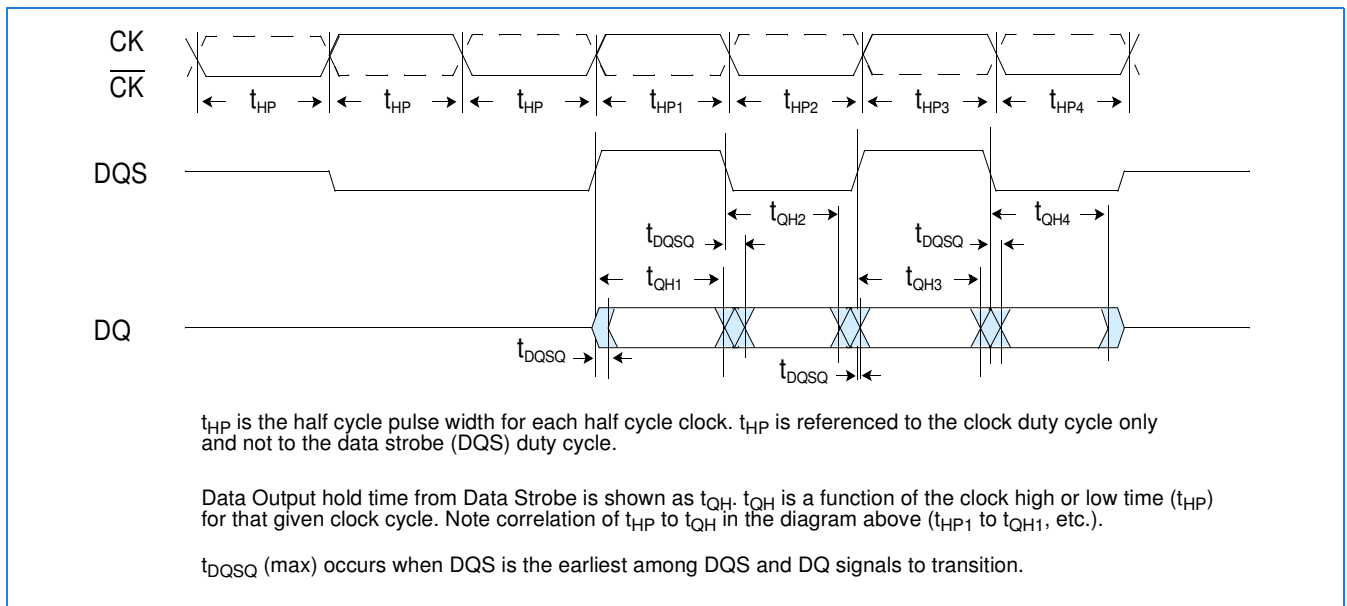 CK
CK
tHP tHP tHP tHP1 tHP2 tHP3 tHP4
DQS
tQH2 tQH4
tDQSQ tDQSQ
tQH1 tQH3
DQ
tDQSQ tDQSQ
tHP is the half cycle pulse width for each half cycle clock. tHP is referenced to the clock duty cycle only
and not to the data strobe (DQS) duty cycle.
Data Output hold time from Data Strobe is shown as tQH. tQH is a function of the clock high or low time (tHP)
for that given clock cycle. Note correlation of tHP to tQH in the diagram above (tHP1 to tQH1, etc.).
tDQSQ (max) occurs when DQS is the earliest among DQS and DQ signals to transition.